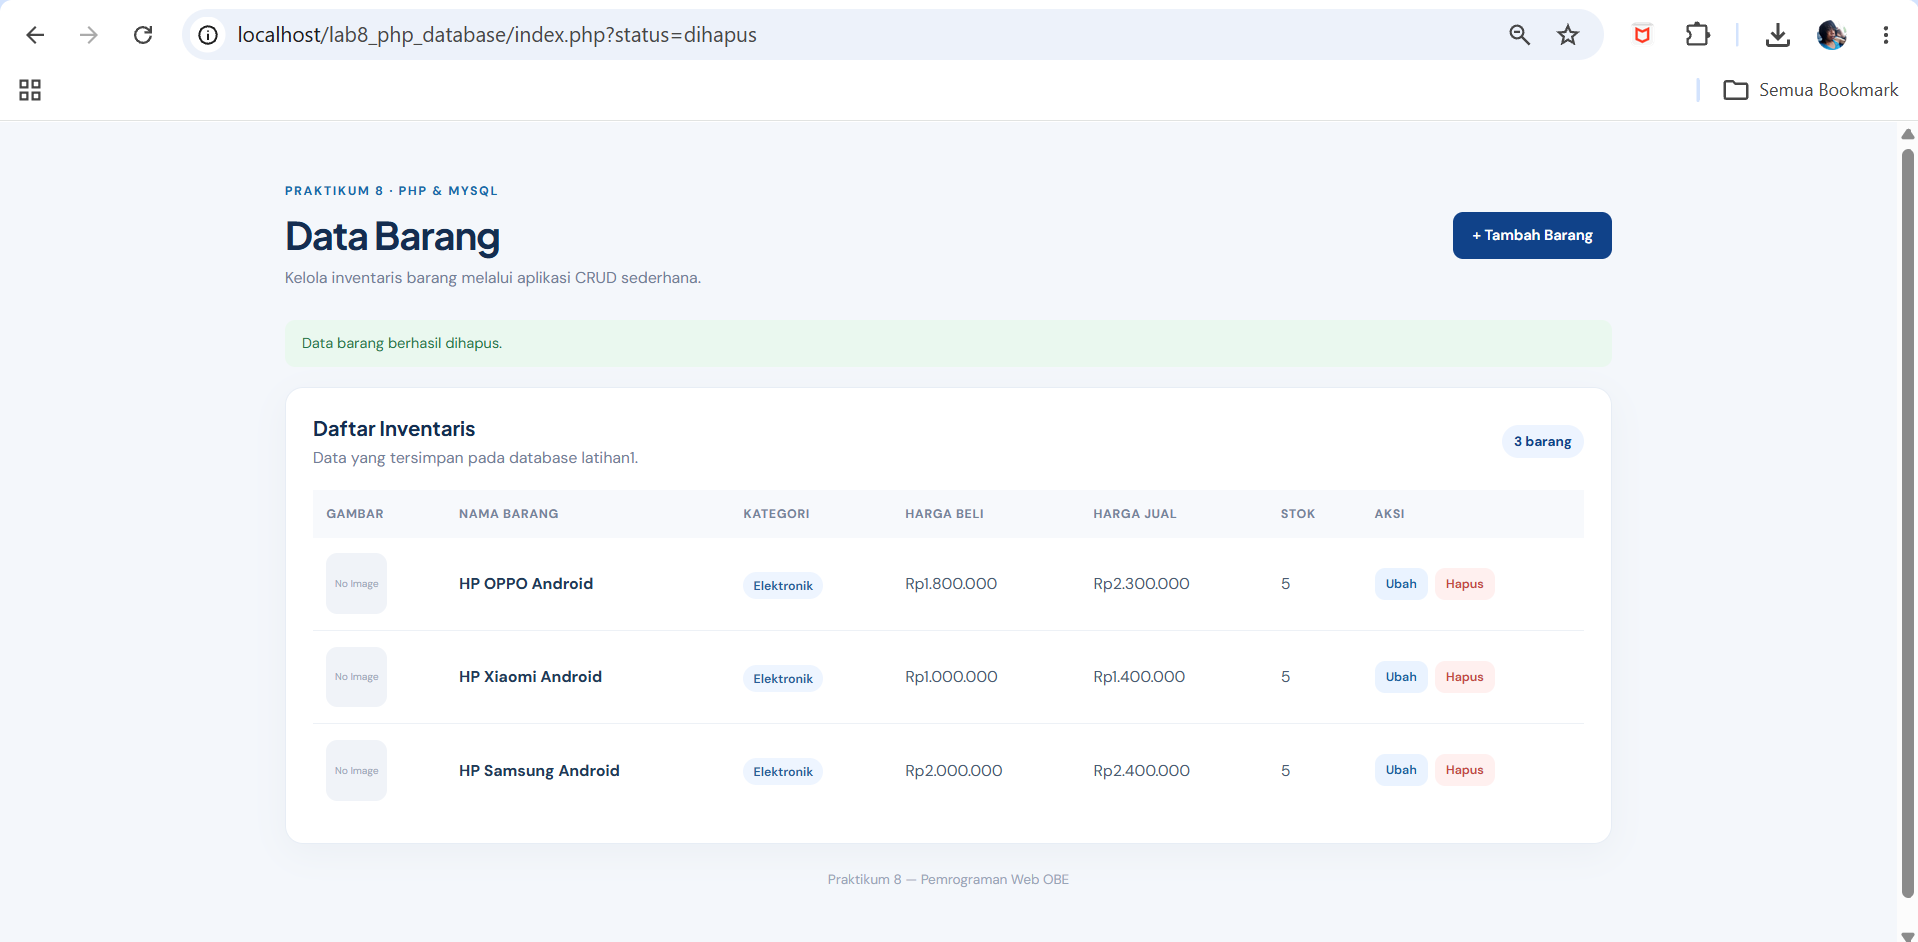 localhost/lab8_php_database/index.php?status=dihapus
Semua Bookmark
PRAKTIKUM 8 · PHP & MYSQL
Data Barang
+ Tambah Barang
Kelola inventaris barang melalui aplikasi CRUD sederhana.
Data barang berhasil dihapus.
Daftar Inventaris
3 barang
Data yang tersimpan pada database latihan1.
GAMBAR NAMA BARANG KATEGORI HARGA BELI HARGA JUAL STOK AKSI
No Image HP OPPO Android Elektronik Rp1.800.000 Rp2.300.000 5 Ubah Hapus
No Image HP Xiaomi Android Elektronik Rp1.000.000 Rp1.400.000 5 Ubah Hapus
No Image HP Samsung Android Elektronik Rp2.000.000 Rp2.400.000 5 Ubah Hapus
Praktikum 8 — Pemrograman Web OBE